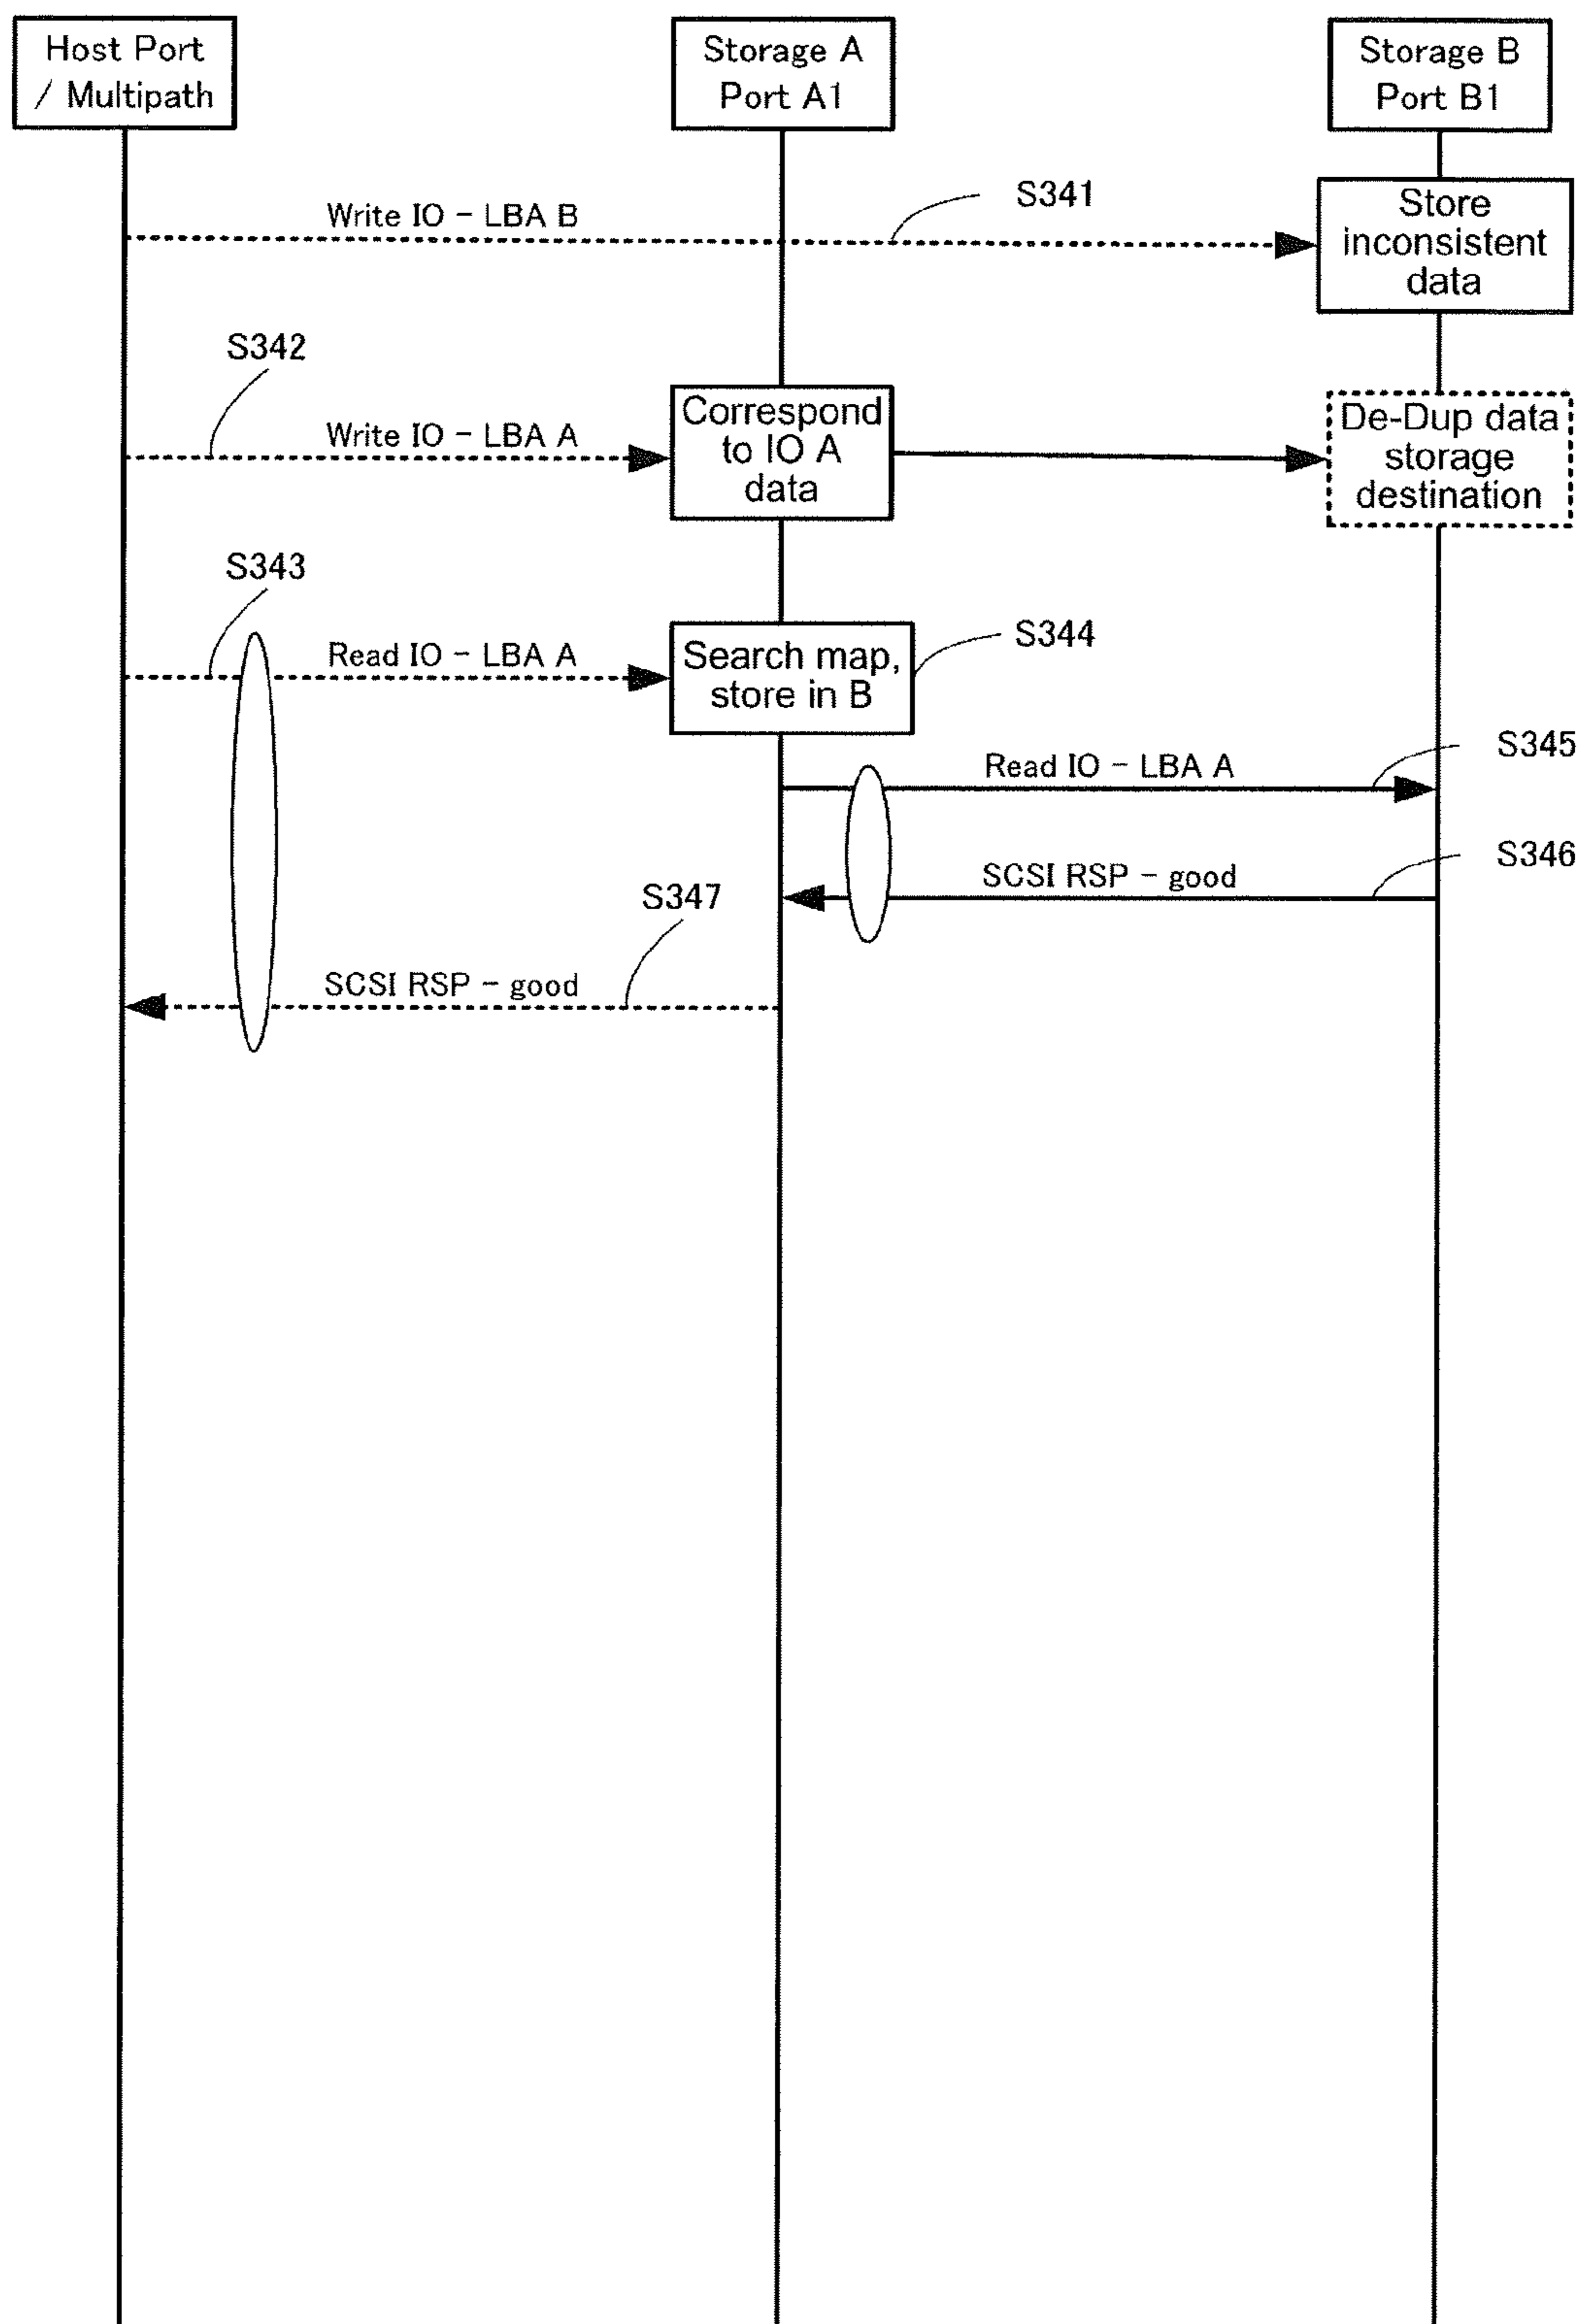 Host Port
/ Multipath
Storage A
Port A1
Storage B
Port B1
Write IO - LBA B
S341
Store
inconsistent
data
S342
Write IO - LBA A
Correspond
to IO A
data
De-Dup data
storage
destination
S343
Read IO - LBA A
Search map,
store in B
S344
Read IO - LBA A
S345
SCSI RSP - good
S346
S347
SCSI RSP - good